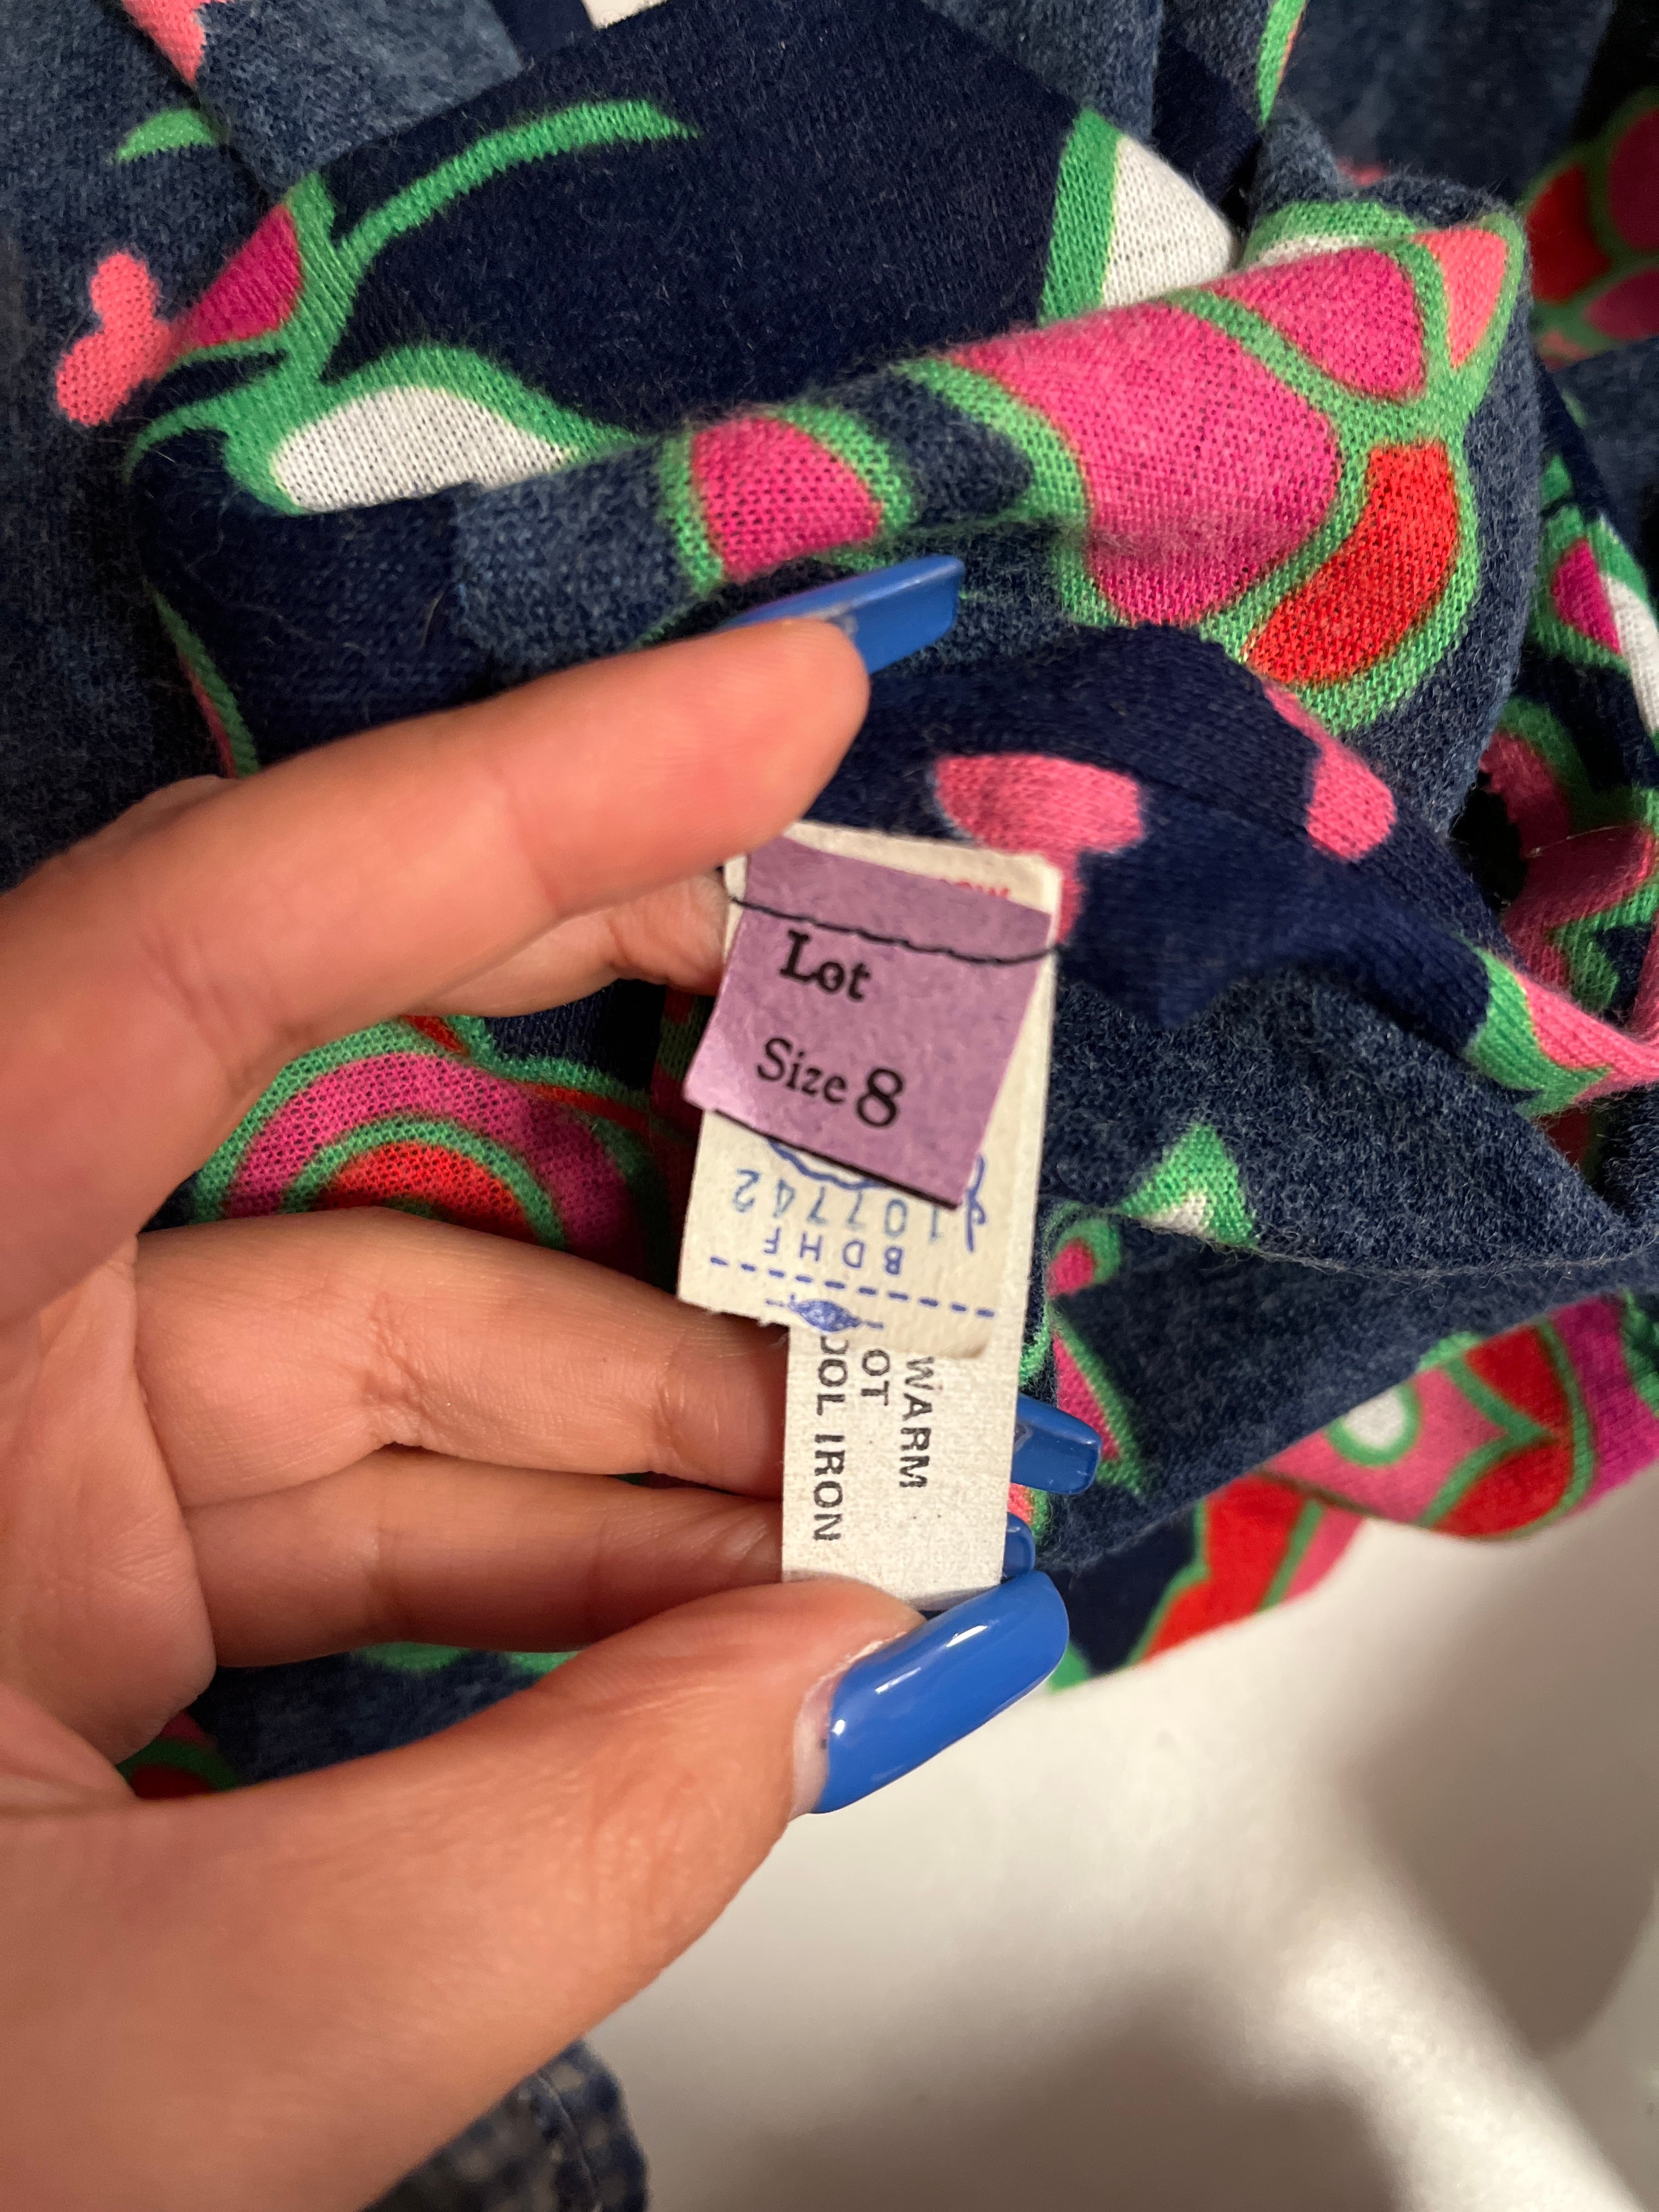 Lot
Size 8
BDHF
107742
WARM
OT
OOL IRON